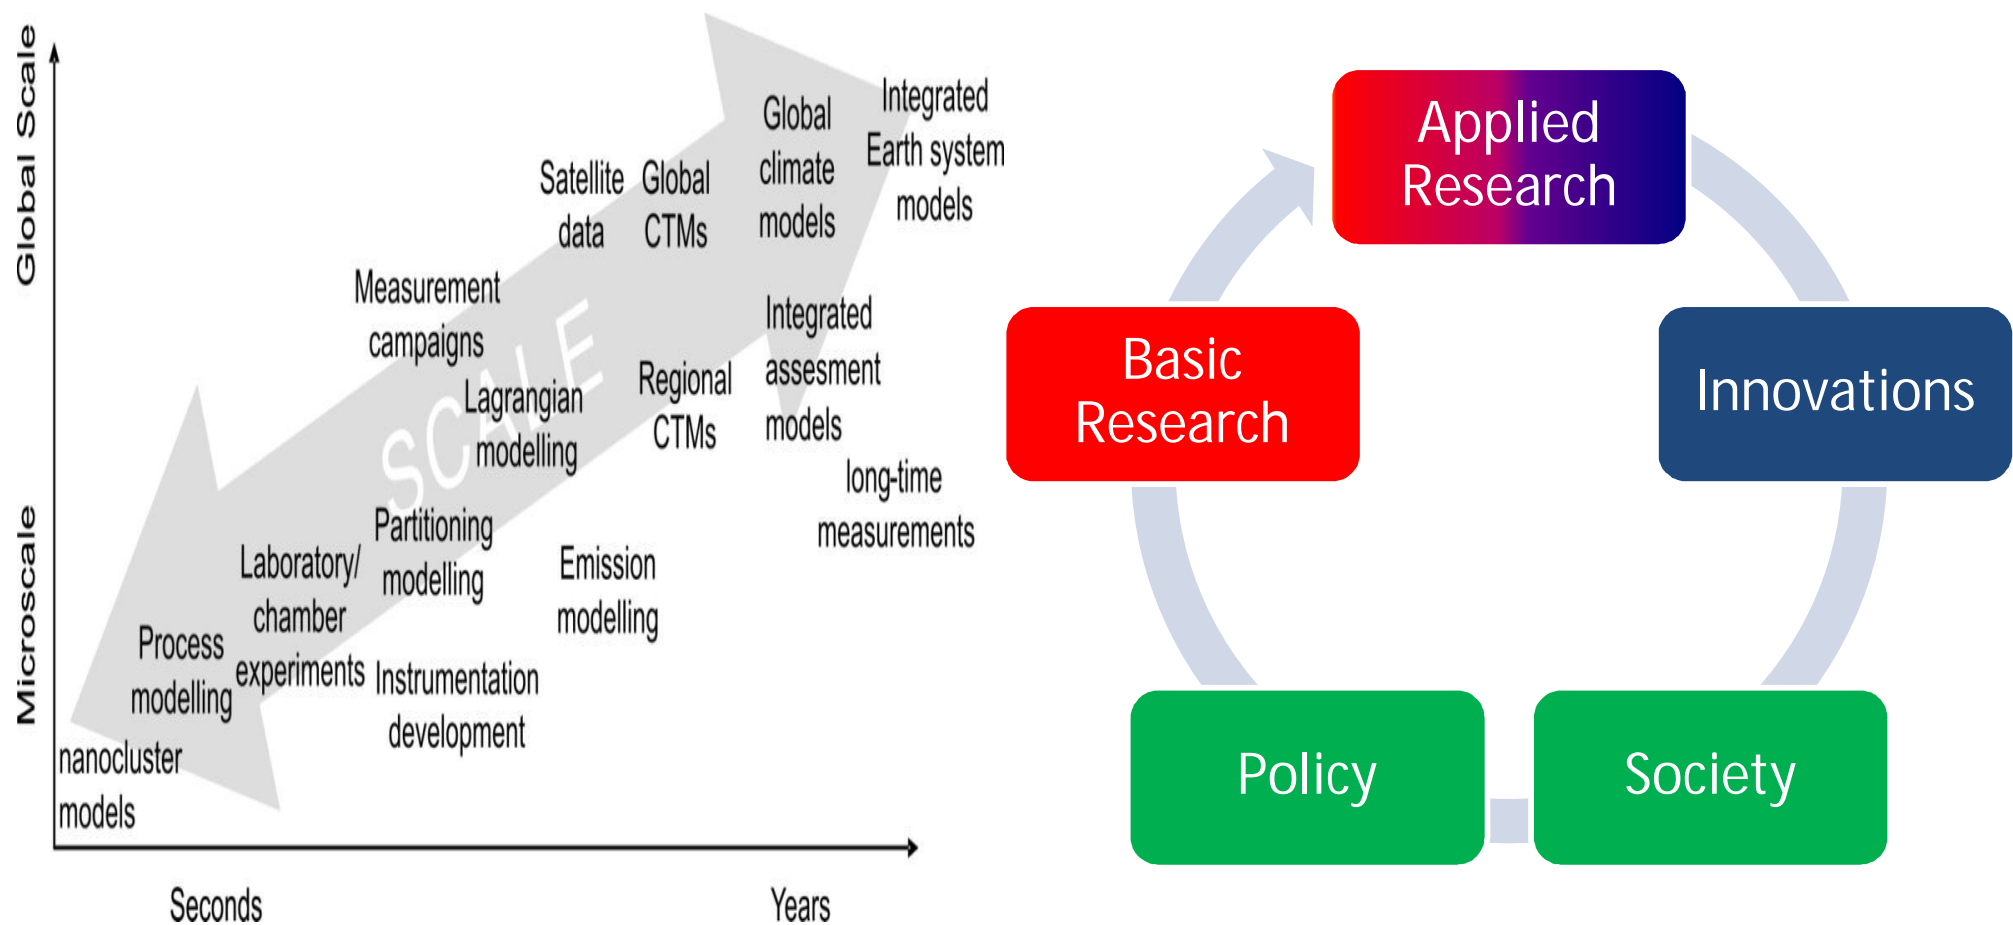 Global Scale
Microscale
Integrated
Earth system
models
Global
climate
models
Satellite
data
Global
CTMs
Measurement
campaigns
Integrated
assesment
models
Regional
CTMs
Lagrangian
modelling
SCALE
long-time
measurements
Partitioning
modelling
Laboratory/
chamber
experiments
Emission
modelling
Process
modelling
Instrumentation
development
nanocluster
models
Seconds
Years
Applied
Research
Basic
Research
Innovations
Policy
Society